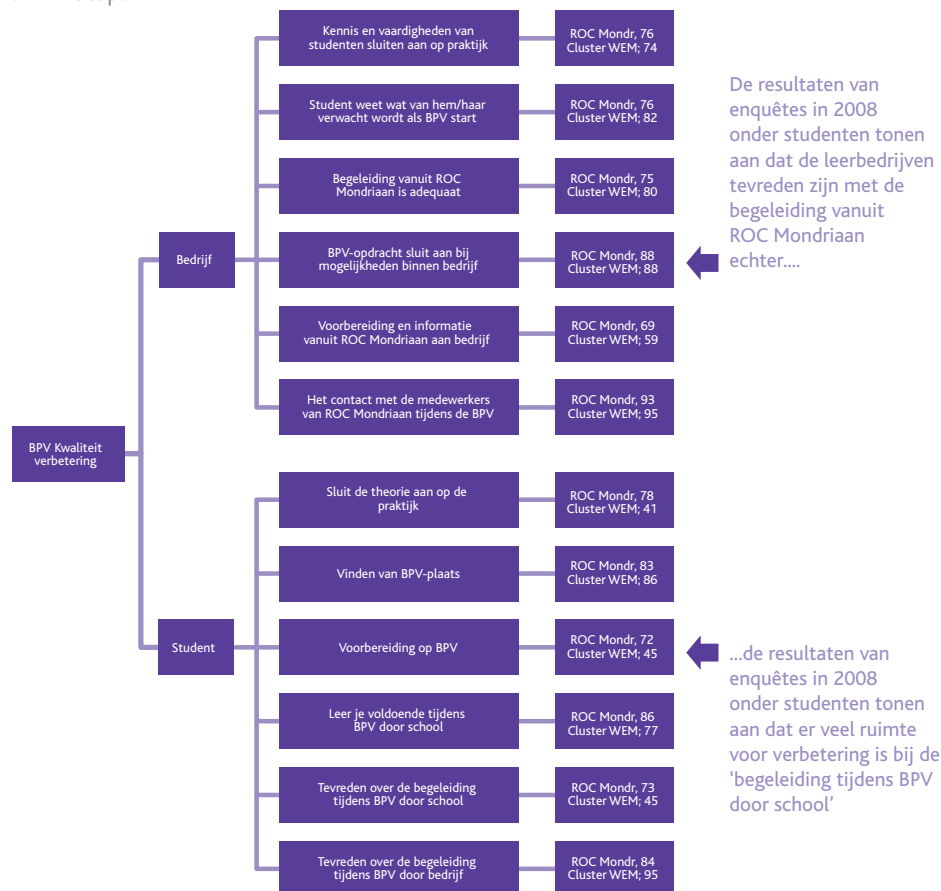 BPV Kwaliteit
verbetering
Bedrijf
Kennis en vaardigheden van
studenten sluiten aan op praktijk
ROC Mondr, 76
Cluster WEM; 74
Student weet wat van hem/haar
verwacht wordt als BPV start
ROC Mondr, 76
Cluster WEM; 82
Begeleiding vanuit ROC
Mondriaan is adequaat
ROC Mondr, 75
Cluster WEM; 80
BPV-opdracht sluit aan bij
mogelijkheden binnen bedrijf
ROC Mondr, 88
Cluster WEM; 88
Voorbereiding en informatie
vanuit ROC Mondriaan aan bedrijf
ROC Mondr, 69
Cluster WEM; 59
Het contact met de medewerkers
van ROC Mondriaan tijdens de BPV
ROC Mondr, 93
Cluster WEM; 95
De resultaten van
enquêtes in 2008
onder studenten tonen
aan dat de leerbedrijven
tevreden zijn met de
begeleiding vanuit
ROC Mondriaan
echter....
Student
Sluit de theorie aan op de
praktijk
ROC Mondr, 78
Cluster WEM; 41
Vinden van BPV-plaats
ROC Mondr, 83
Cluster WEM; 86
Voorbereiding op BPV
ROC Mondr, 72
Cluster WEM; 45
Leer je voldoende tijdens
BPV door school
ROC Mondr, 86
Cluster WEM; 77
Tevreden over de begeleiding
tijdens BPV door school
ROC Mondr, 73
Cluster WEM; 45
Tevreden over de begeleiding
tijdens BPV door bedrijf
ROC Mondr, 84
Cluster WEM; 95
...de resultaten van
enquêtes in 2008
onder studenten tonen
aan dat er veel ruimte
voor verbetering is bij de
‘begeleiding tijdens BPV
door school’